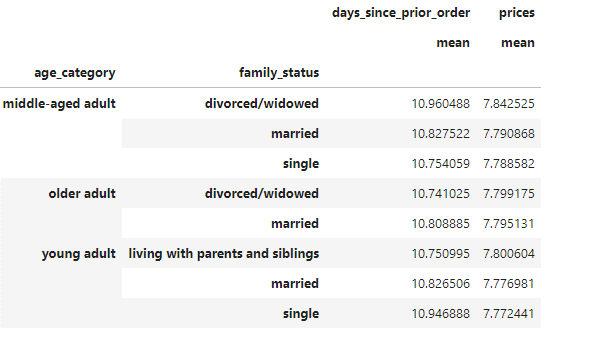 days_since_prior_order prices
mean mean
age_category family_status
middle-aged adult divorced/widowed 10.960488 7.842525
married 10.827522 7.790868
single 10.754059 7.788582
older adult divorced/widowed 10.741025 7.799175
married 10.808885 7.795131
young adult living with parents and siblings 10.750995 7.800604
married 10.826506 7.776981
single 10.946888 7.772441